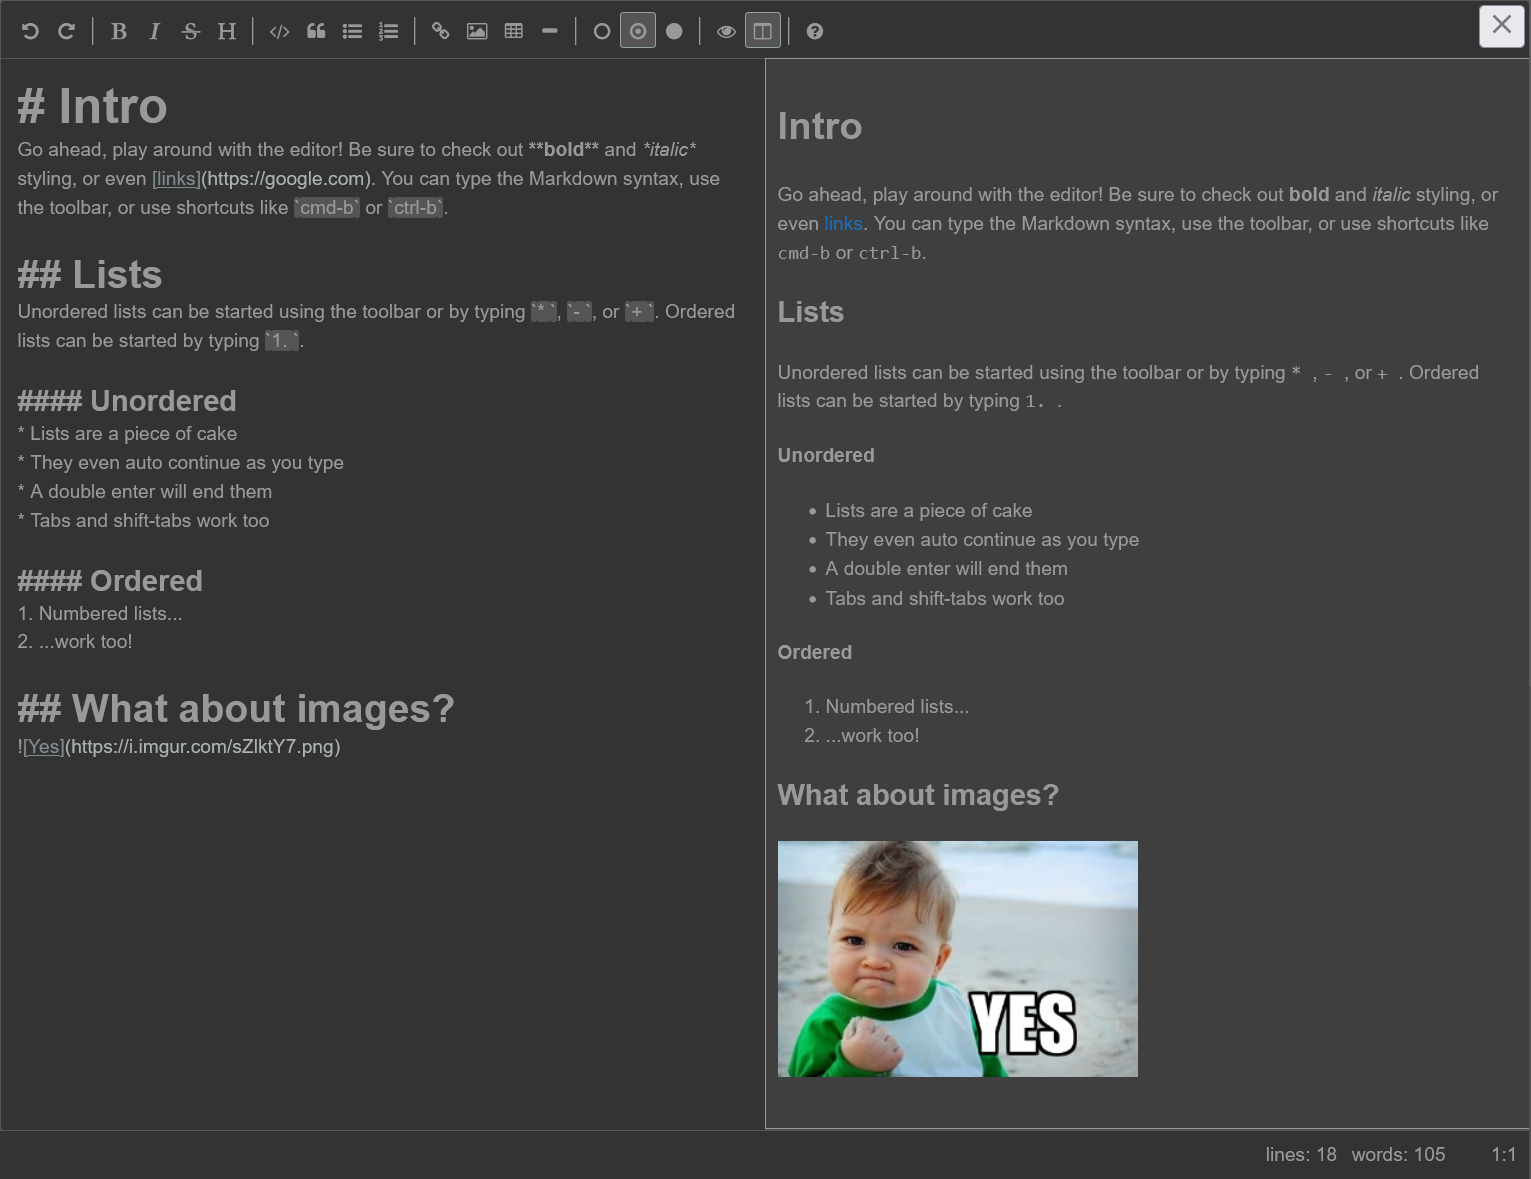 B I S H
# Intro
Go ahead, play around with the editor! Be sure to check out **bold** and *italic*
styling, or even [links](https://google.com). You can type the Markdown syntax, use
the toolbar, or use shortcuts like `cmd-b` or `ctrl-b`.
## Lists
Unordered lists can be started using the toolbar or by typing `* `, `- `, or `+ `. Ordered
lists can be started by typing `1. `.
#### Unordered
* Lists are a piece of cake
* They even auto continue as you type
* A double enter will end them
* Tabs and shift-tabs work too
#### Ordered
1. Numbered lists...
2. ...work too!
## What about images?
![Yes](https://i.imgur.com/sZlktY7.png)
Intro
Go ahead, play around with the editor! Be sure to check out bold and italic styling, or
even links. You can type the Markdown syntax, use the toolbar, or use shortcuts like
cmd-b or ctrl-b.
Lists
Unordered lists can be started using the toolbar or by typing * , - , or + . Ordered
lists can be started by typing 1. .
Unordered
• Lists are a piece of cake
• They even auto continue as you type
• A double enter will end them
• Tabs and shift-tabs work too
Ordered
1. Numbered lists...
2. ...work too!
What about images?
YES
lines: 18 words: 105 1:1